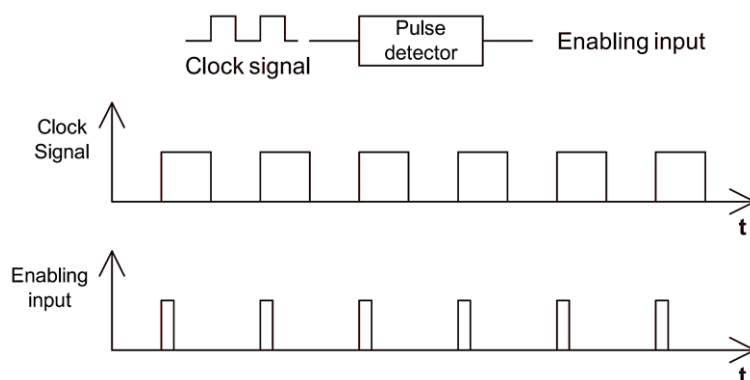 Pulse
detector
Enabling input
Clock signal
Clock
Signal
t
Enabling
input
t